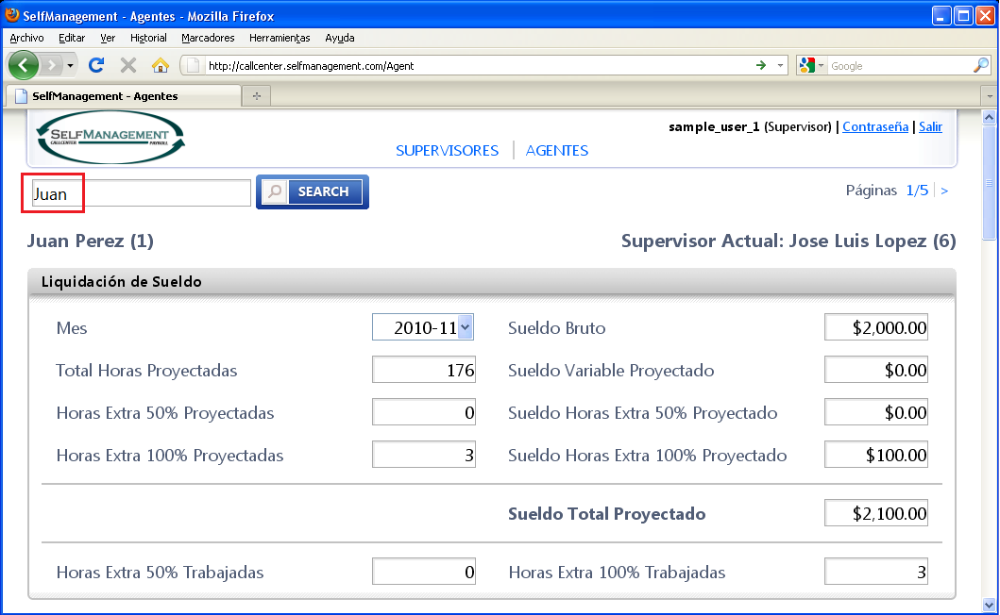 SelfManagement - Agentes - Mozilla Firefox
Archivo Editar Ver Historial Marcadores Herramientas Ayuda
http://callcenter.selfmanagement.com/Agent Google
SelfManagement - Agentes
SELFMANAGEMENT
CALLCENTER PAYROLL
sample_user_1 (Supervisor) | Contraseña | Salir
SUPERVISORES | AGENTES
Juan SEARCH Páginas 1/5 | >
Juan Perez (1) Supervisor Actual: Jose Luis Lopez (6)
Liquidación de Sueldo
Mes 2010-11 Sueldo Bruto $2,000.00
Total Horas Proyectadas 176 Sueldo Variable Proyectado $0.00
Horas Extra 50% Proyectadas 0 Sueldo Horas Extra 50% Proyectado $0.00
Horas Extra 100% Proyectadas 3 Sueldo Horas Extra 100% Proyectado $100.00
Sueldo Total Proyectado $2,100.00
Horas Extra 50% Trabajadas 0 Horas Extra 100% Trabajadas 3